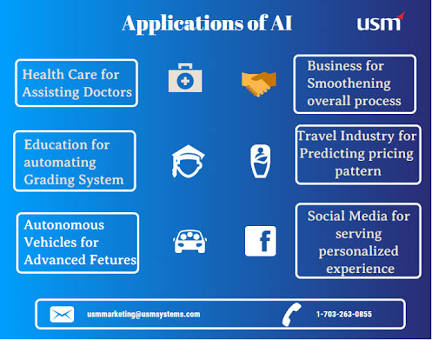 Applications of AI
usm
Health Care for
Assisting Doctors
Business for
Smoothening
overall process
Education for
automating
Grading System
Travel Industry for
Predicting pricing
pattern
Autonomous
Vehicles for
Advanced Fetures
f
Social Media for
serving
personalized
experience
usmmarketing@usmsystems.com
1-703-263-0855